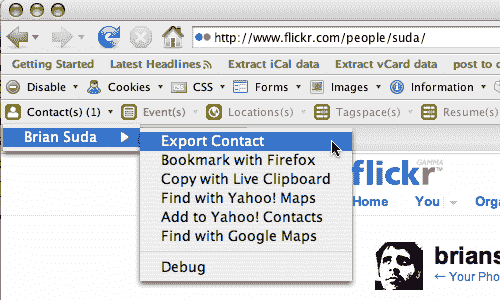 http://www.flickr.com/people/suda/
Getting Started Latest Headlines Extract iCal data Extract vCard data post to
Disable Cookies CSS Forms Images Information
Contact(s) (1) Event(s) Locations(s) Tagspace(s) Resume(s)
Brian Suda
Export Contact
Bookmark with Firefox
Copy with Live Clipboard
Find with Yahoo! Maps
Add to Yahoo! Contacts
Find with Google Maps
Debug
flickr GAMMA
Home You Orga
brians
← Your Pho